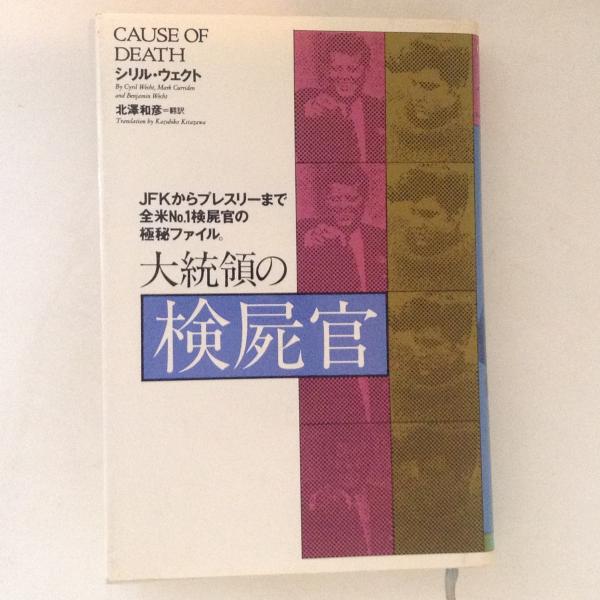 CAUSE OF
DEATH
シリル・ウェクト
By Cyril Wecht, Mark Curriden
and Benjamin Wecht
北澤和彦=翻訳
Translation by Kazuhiko Kitazawa
JFKからプレスリーまで
全米No.1検屍官の
極秘ファイル。
大統領の
検屍官